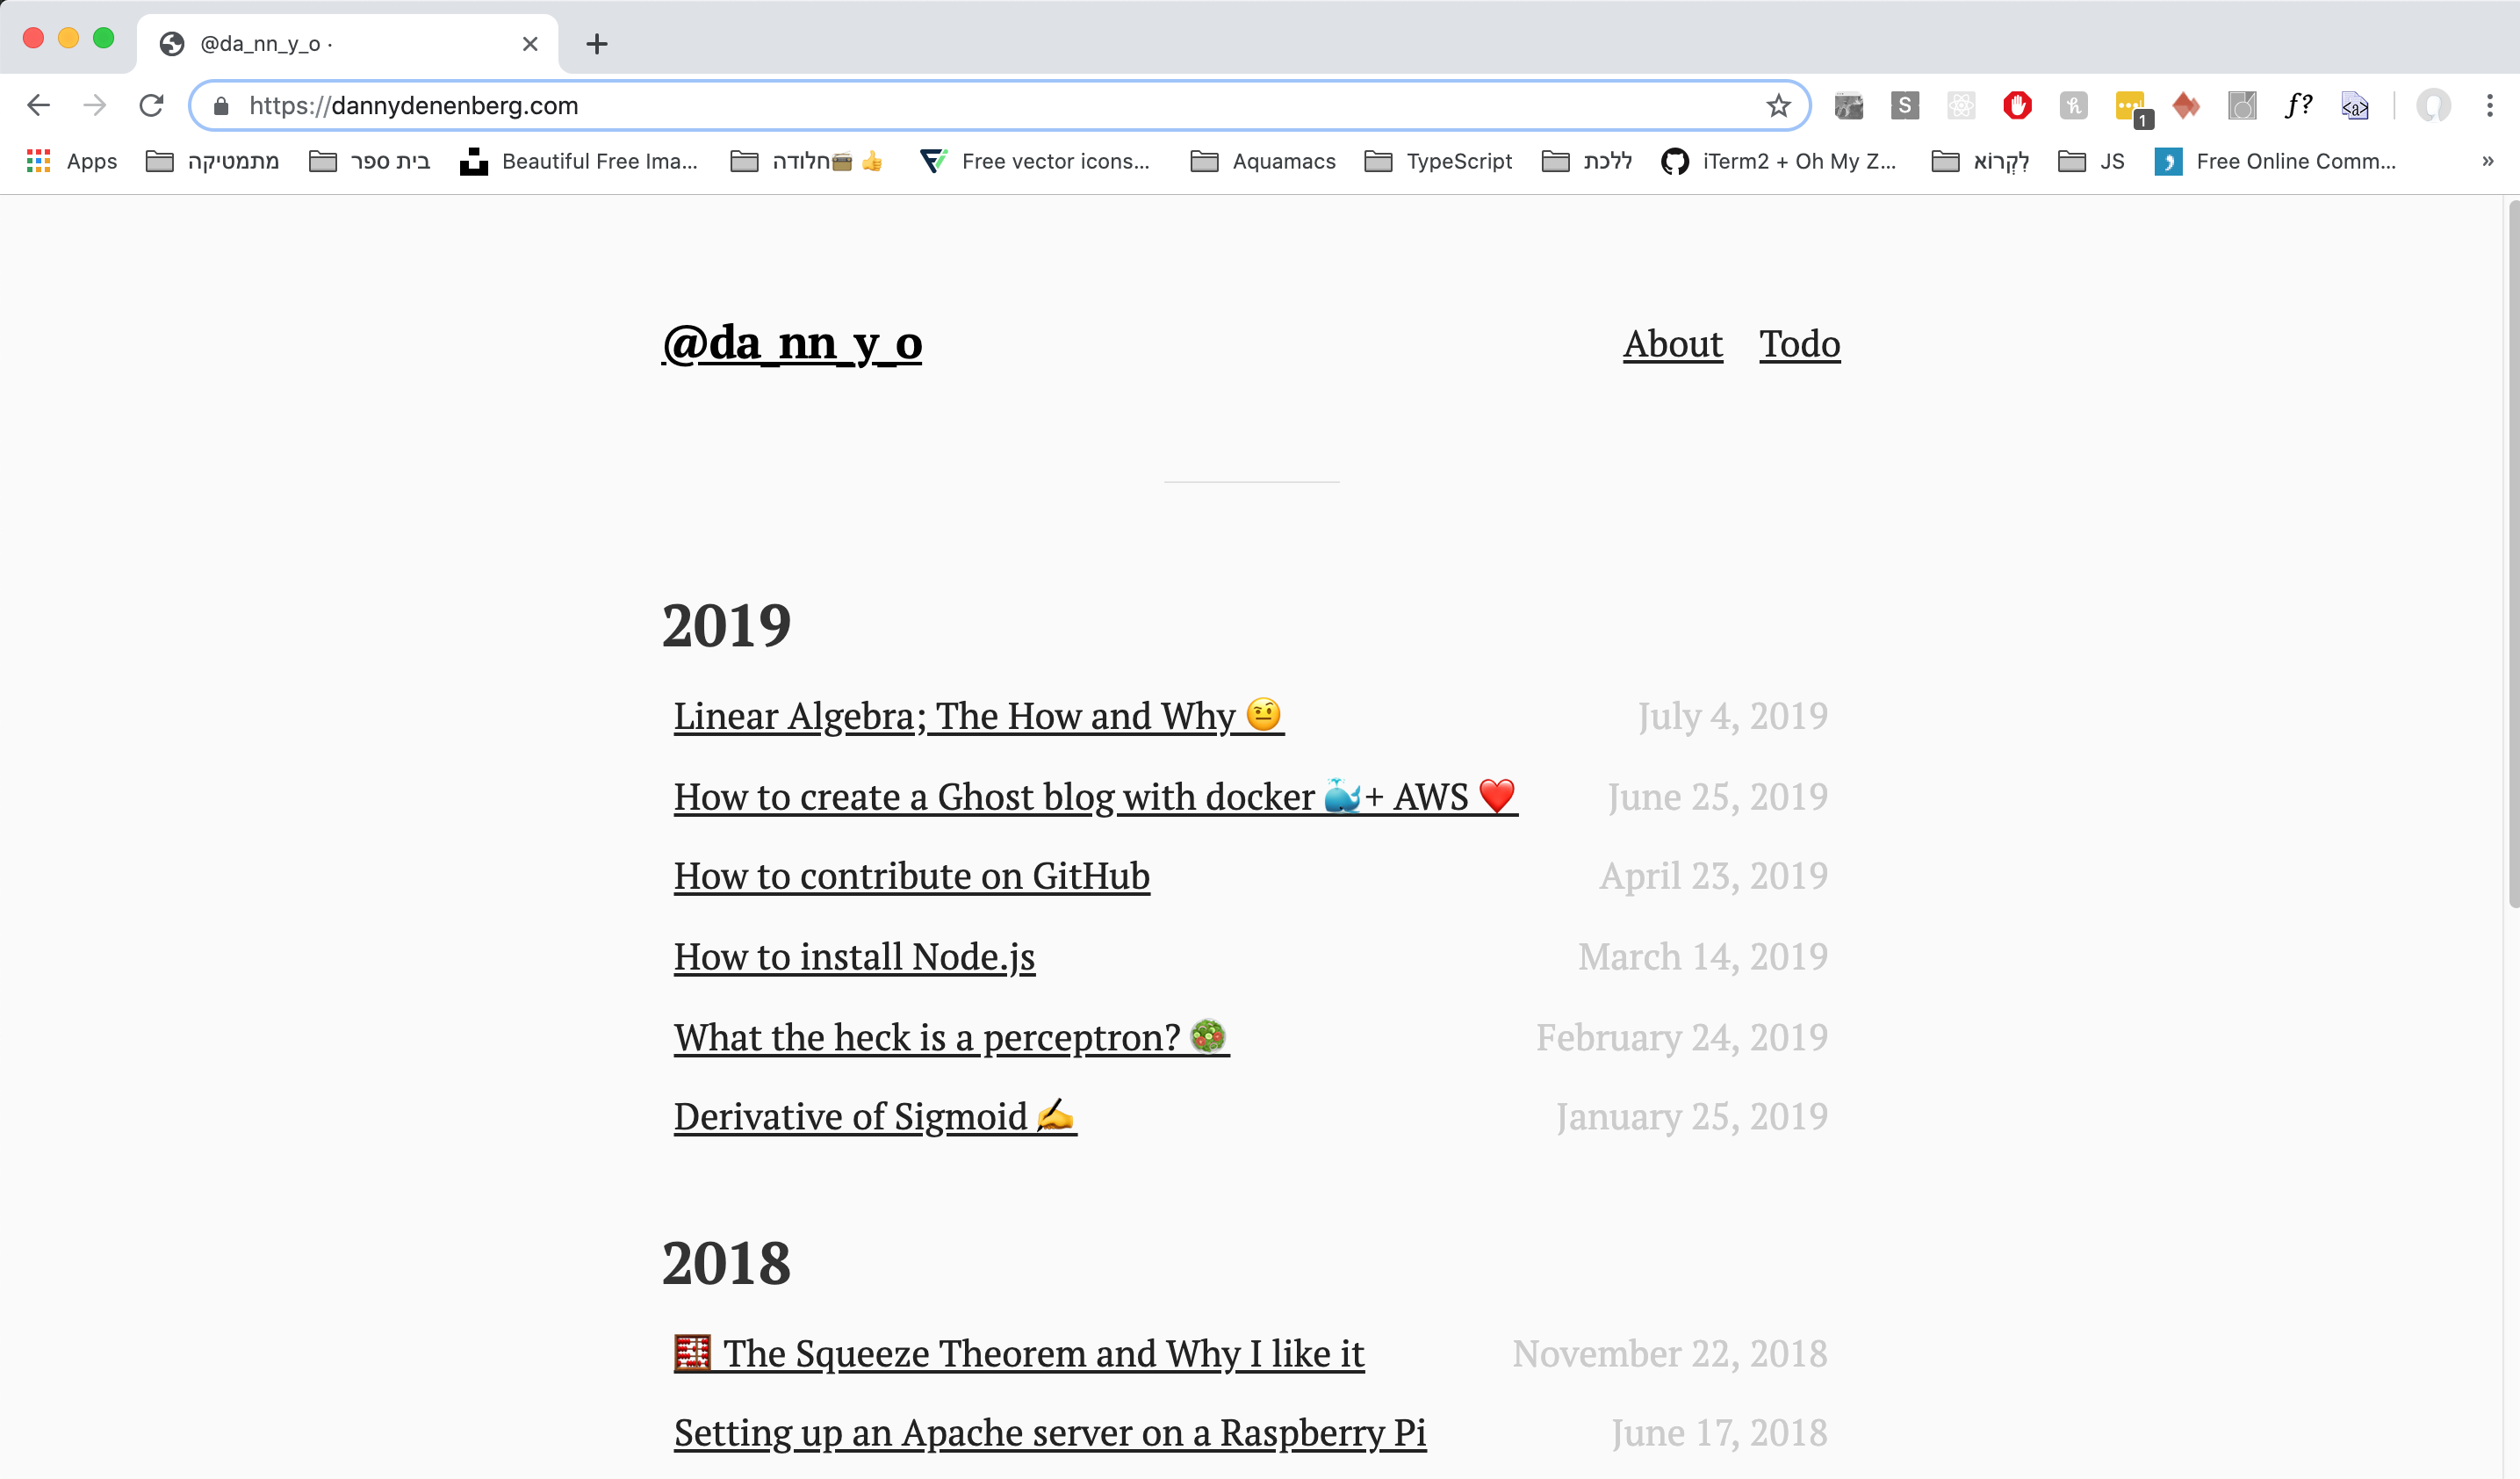 @da_nn_y_o ·
https://dannydenenberg.com
S
1
f?
<a>
Apps מתמטיקה בית ספר Beautiful Free Ima... חלודה🗃👍 Free vector icons... Aquamacs TypeScript ללכת iTerm2 + Oh My Z... לִקְרוֹא JS Free Online Comm... »
@da_nn_y_o About Todo
2019
Linear Algebra; The How and Why 🤨 July 4, 2019
How to create a Ghost blog with docker 🐳+ AWS ❤️ June 25, 2019
How to contribute on GitHub April 23, 2019
How to install Node.js March 14, 2019
What the heck is a perceptron? 🥗 February 24, 2019
Derivative of Sigmoid ✍️ January 25, 2019
2018
🧮 The Squeeze Theorem and Why I like it November 22, 2018
Setting up an Apache server on a Raspberry Pi June 17, 2018